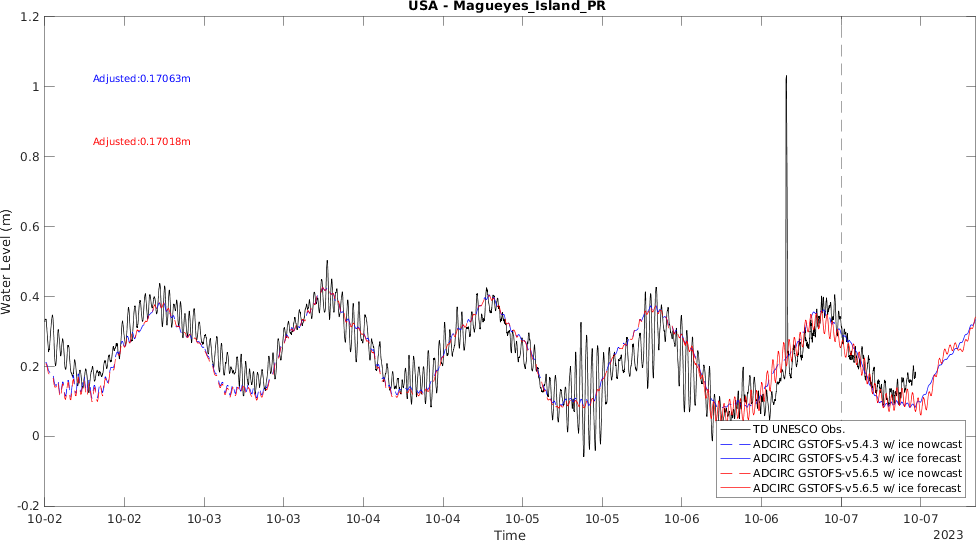 USA - Magueyes_Island_PR
1.2
1
0.8
0.6
0.4
0.2
0
-0.2
Water Level (m)
Adjusted:0.17063m
Adjusted:0.17018m
TD UNESCO Obs.
ADCIRC GSTOFS-v5.4.3 w/ ice nowcast
ADCIRC GSTOFS-v5.4.3 w/ ice forecast
ADCIRC GSTOFS-v5.6.5 w/ ice nowcast
ADCIRC GSTOFS-v5.6.5 w/ ice forecast
10-02 10-02 10-03 10-03 10-04 10-04 10-05 10-05 10-06 10-06 10-07 10-07
Time
2023